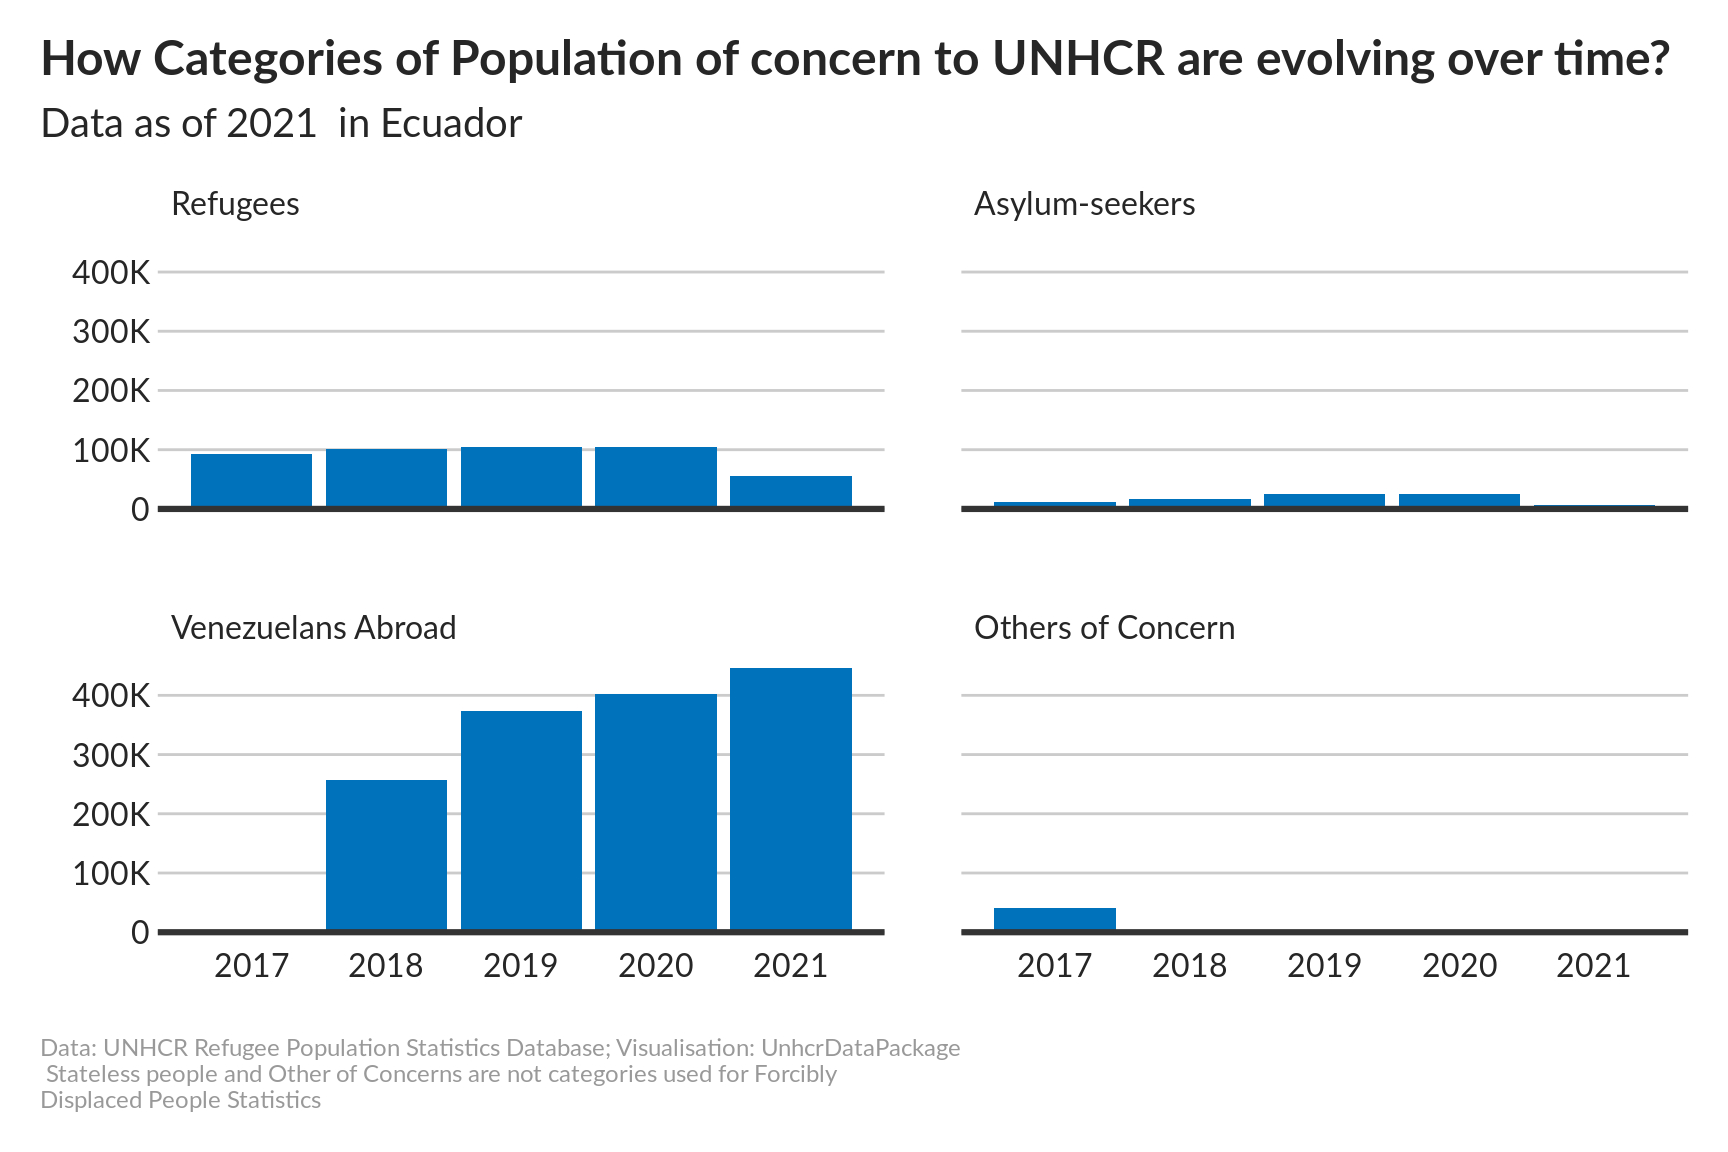 How Categories of Population of concern to UNHCR are evolving over time?
Data as of 2021  in Ecuador
Refugees
Asylum-seekers
400K
300K
200K
100K
0
Venezuelans Abroad
Others of Concern
400K
300K
200K
100K
0
2017 2018 2019 2020 2021
2017 2018 2019 2020 2021
Data: UNHCR Refugee Population Statistics Database; Visualisation: UnhcrDataPackage
Stateless people and Other of Concerns are not categories used for Forcibly
Displaced People Statistics